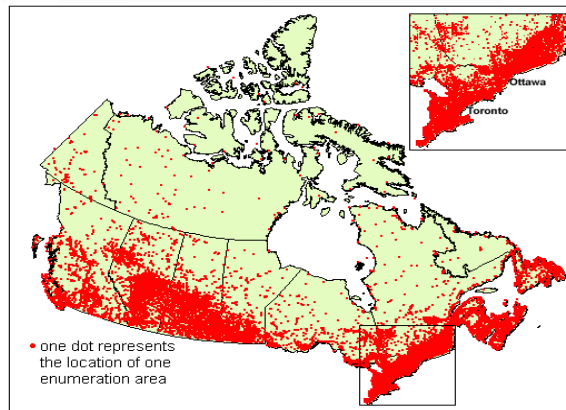 Ottawa
Toronto
one dot represents
the location of one
enumeration area